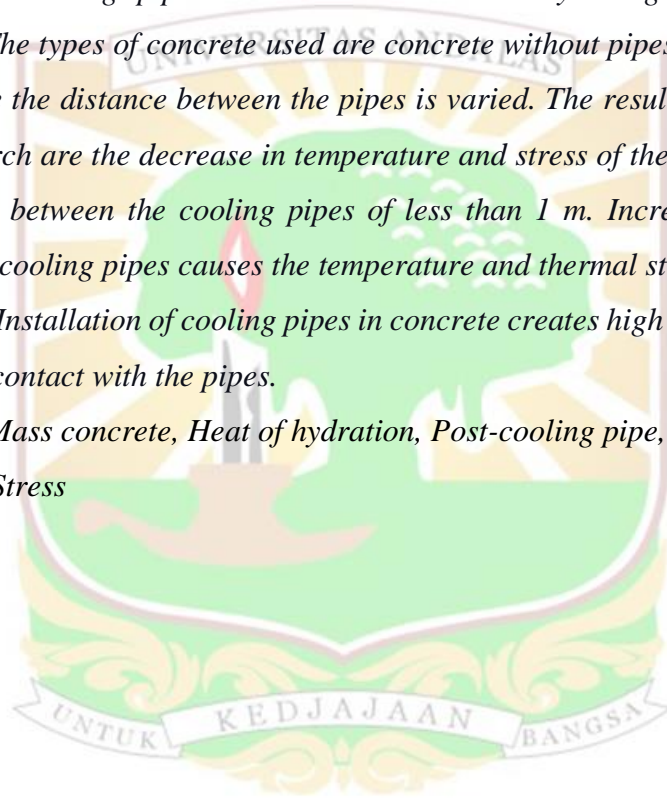 The types of concrete used are concrete without pipes
UNIVERSITAS ANDALAS
e the distance between the pipes is varied. The resul
rch are the decrease in temperature and stress of the
between the cooling pipes of less than 1 m. Incre
cooling pipes causes the temperature and thermal st
Installation of cooling pipes in concrete creates high
contact with the pipes.
Mass concrete, Heat of hydration, Post-cooling pipe,
Stress
UNTUK KEDJAJAAN BANGSA